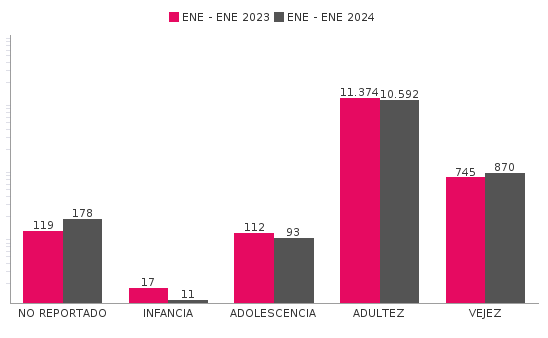 ENE - ENE 2023 ENE - ENE 2024
11.374 10.592
745 870
119 178
112 93
17 11
NO REPORTADO INFANCIA ADOLESCENCIA ADULTEZ VEJEZ